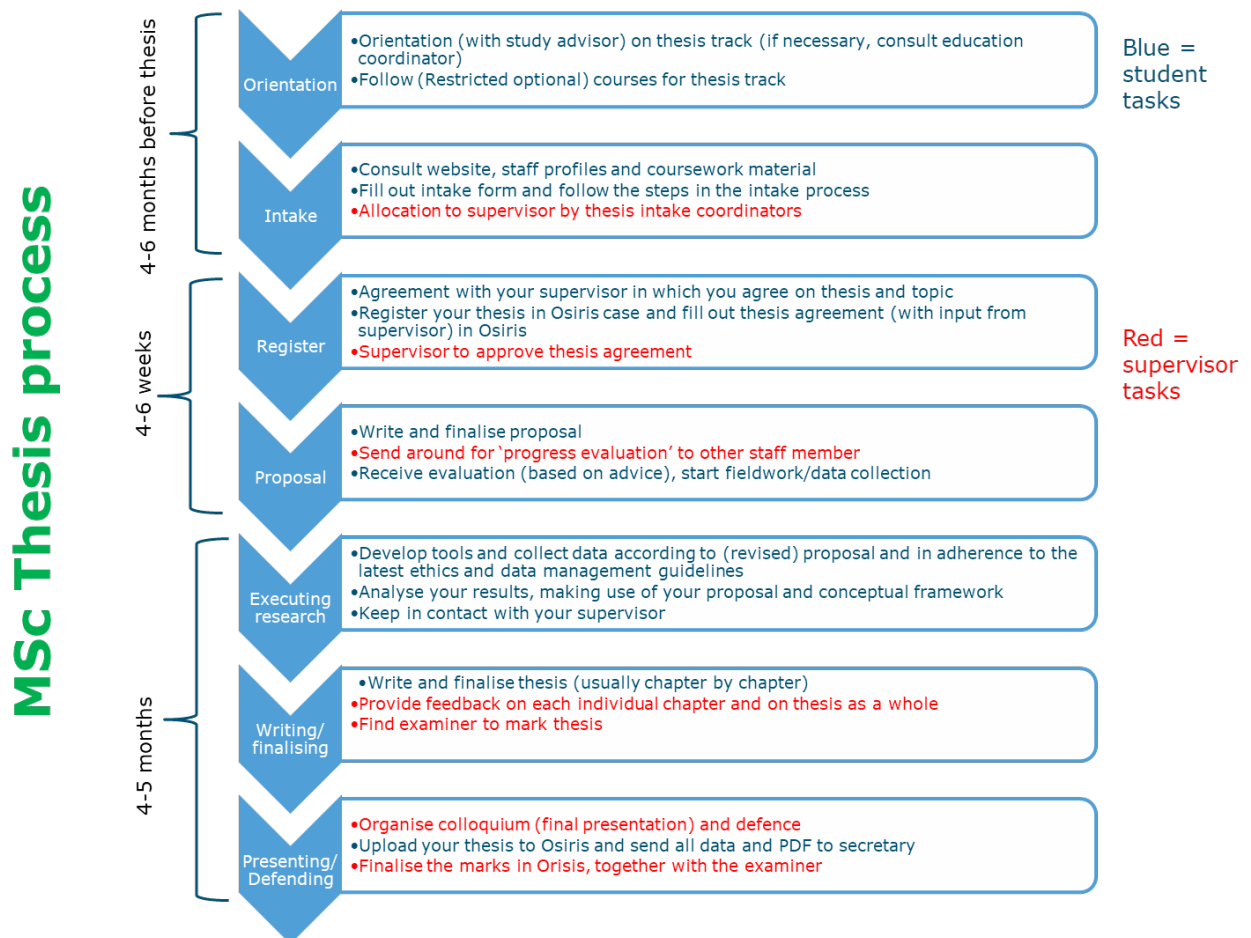 MSc Thesis process
4-6 months before thesis
Orientation
•Orientation (with study advisor) on thesis track (if necessary, consult education
coordinator)
•Follow (Restricted optional) courses for thesis track
Blue =
student
tasks
Intake
•Consult website, staff profiles and coursework material
•Fill out intake form and follow the steps in the intake process
•Allocation to supervisor by thesis intake coordinators
4-6 weeks
Register
•Agreement with your supervisor in which you agree on thesis and topic
•Register your thesis in Osiris case and fill out thesis agreement (with input from
supervisor) in Osiris
•Supervisor to approve thesis agreement
Red =
supervisor
tasks
Proposal
•Write and finalise proposal
•Send around for ‘progress evaluation’ to other staff member
•Receive evaluation (based on advice), start fieldwork/data collection
4-5 months
Executing
research
•Develop tools and collect data according to (revised) proposal and in adherence to the
latest ethics and data management guidelines
•Analyse your results, making use of your proposal and conceptual framework
•Keep in contact with your supervisor
Writing/
finalising
•Write and finalise thesis (usually chapter by chapter)
•Provide feedback on each individual chapter and on thesis as a whole
•Find examiner to mark thesis
Presenting/
Defending
•Organise colloquium (final presentation) and defence
•Upload your thesis to Osiris and send all data and PDF to secretary
•Finalise the marks in Orisis, together with the examiner